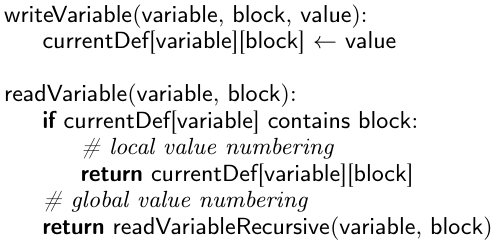 writeVariable(variable, block, value):
currentDef[variable][block] ← value
readVariable(variable, block):
if currentDef[variable] contains block:
# local value numbering
return currentDef[variable][block]
# global value numbering
return readVariableRecursive(variable, block)